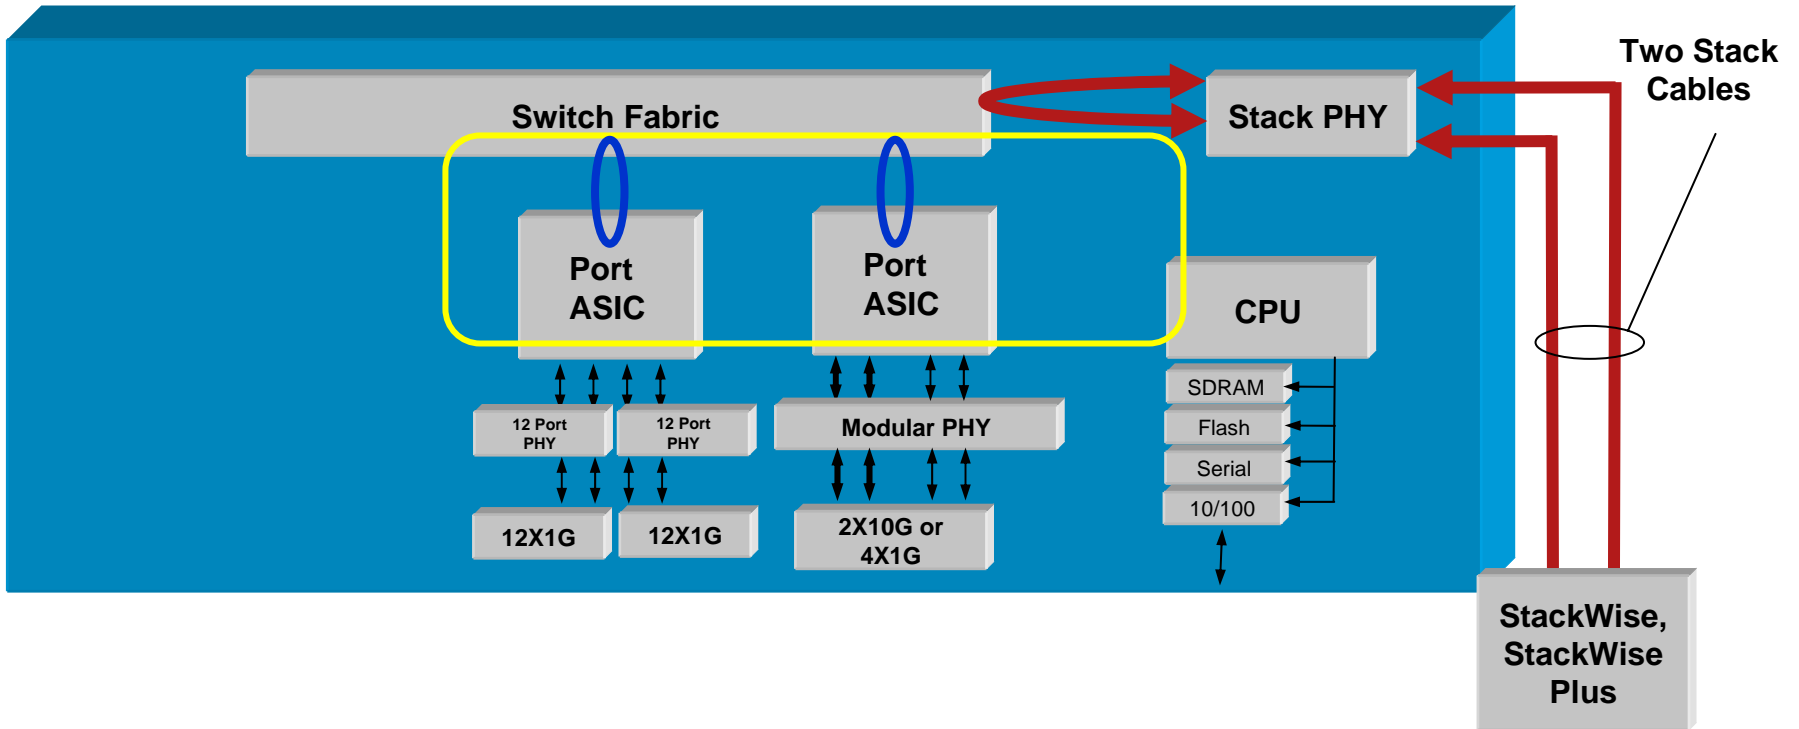 Two Stack
Cables
Switch Fabric
Stack PHY
Port
ASIC
Port
ASIC
CPU
SDRAM
Flash
Serial
10/100
12 Port
PHY
12 Port
PHY
Modular PHY
12X1G
12X1G
2X10G or
4X1G
StackWise,
StackWise
Plus